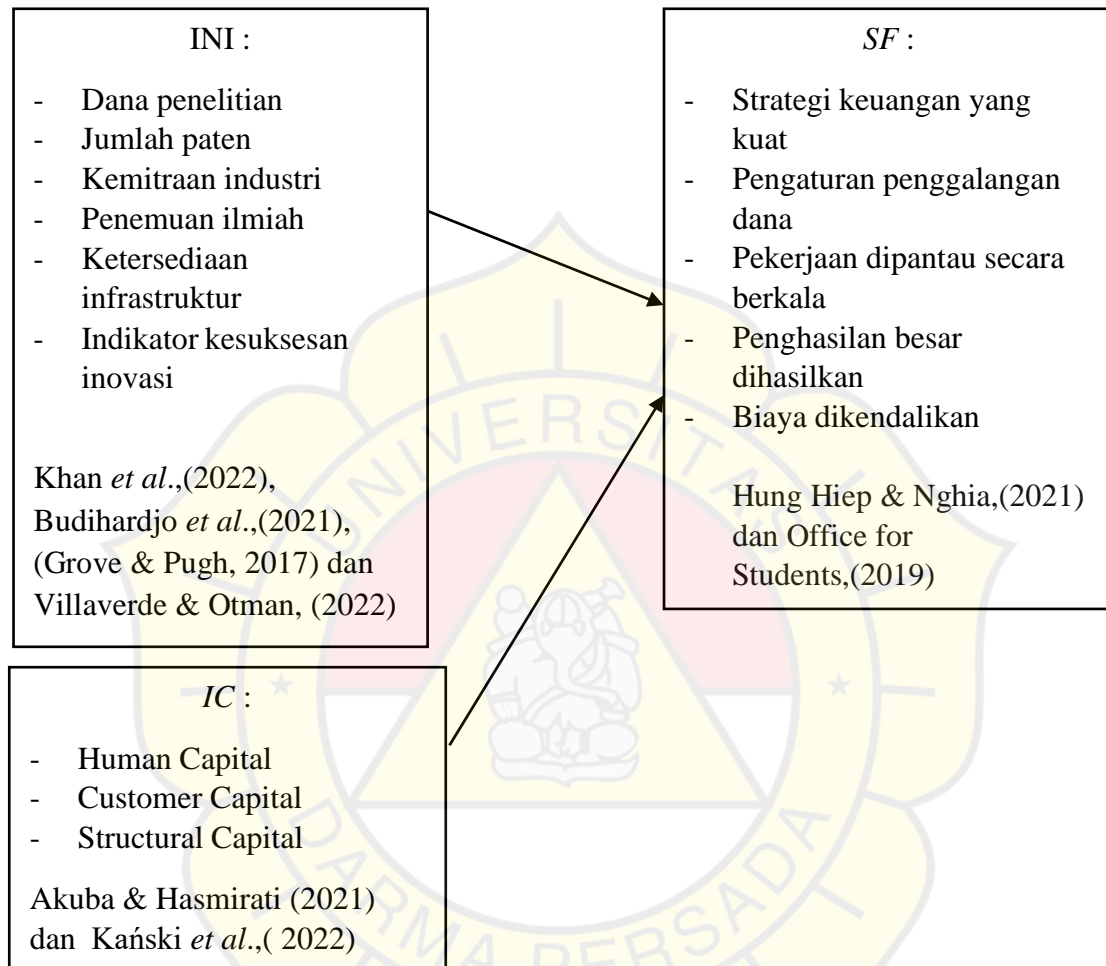 INI :
- Dana penelitian
- Jumlah paten
- Kemitraan industri
- Penemuan ilmiah
- Ketersediaan
infrastruktur
- Indikator kesuksesan
inovasi
Khan et al.,(2022),
Budihardjo et al.,(2021),
(Grove & Pugh, 2017) dan
Villaverde & Otman, (2022)
SF :
- Strategi keuangan yang
kuat
- Pengaturan penggalangan
dana
- Pekerjaan dipantau secara
berkala
- Penghasilan besar
dihasilkan
- Biaya dikendalikan
Hung Hiep & Nghia,(2021)
dan Office for
Students,(2019)
IC :
- Human Capital
- Customer Capital
- Structural Capital
Akuba & Hasmirati (2021)
dan Kański et al.,( 2022)
UNIVERSITAS
DARMA PERSADA